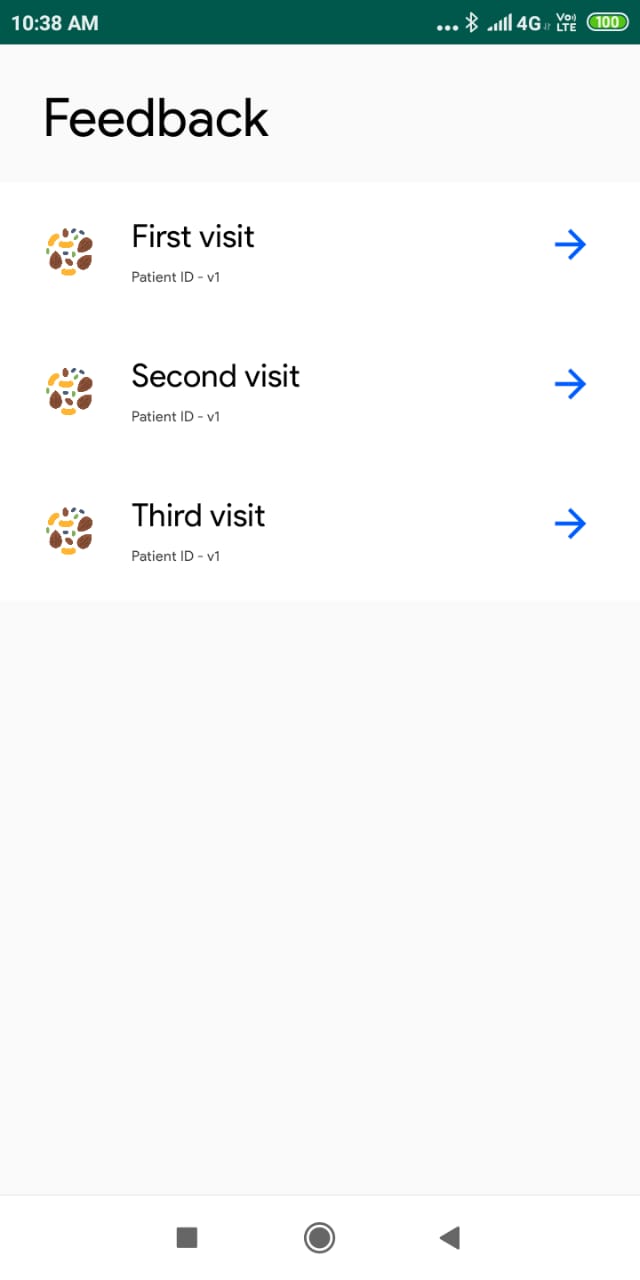 10:38 AM
4G Vo) LTE 100
Feedback
First visit
Patient ID - v1
Second visit
Patient ID - v1
Third visit
Patient ID - v1